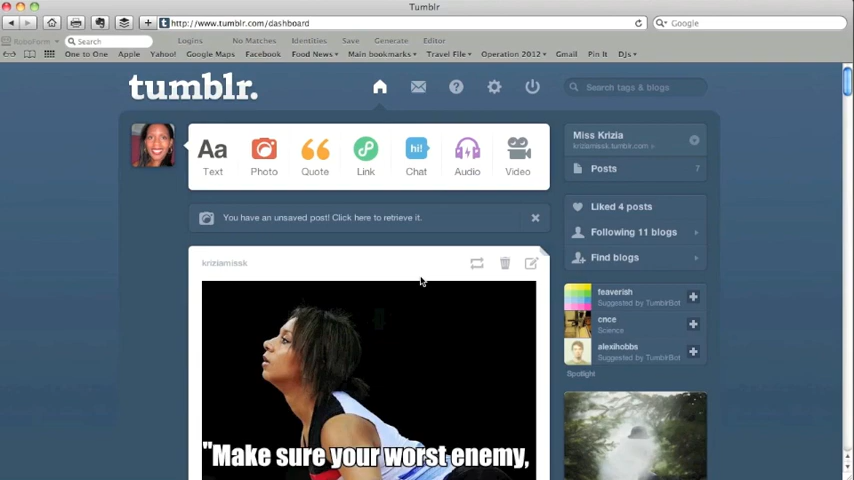 Tumblr
http://www.tumblr.com/dashboard
Google
RoboForm
Search
Logins
No Matches
Identities
Save
Generate
Editor
One to One
Apple
Yahoo!
Google Maps
Facebook
Food News
Main bookmarks
Travel File
Operation 2012
Gmail
Pin It
DJs
tumblr.
Search tags & blogs
Aa
hi!
Text
Photo
Quote
Link
Chat
Audio
Video
Miss Krizia
kriziamissk.tumblr.com
Posts
7
You have an unsaved post! Click here to retrieve it.
Liked 4 posts
Following 11 blogs
Find blogs
kriziamissk
feaverish
Suggested by TumblrBot
cnce
Science
alexihobbs
Suggested by TumblrBot
Spotlight
"Make sure your worst enemy,